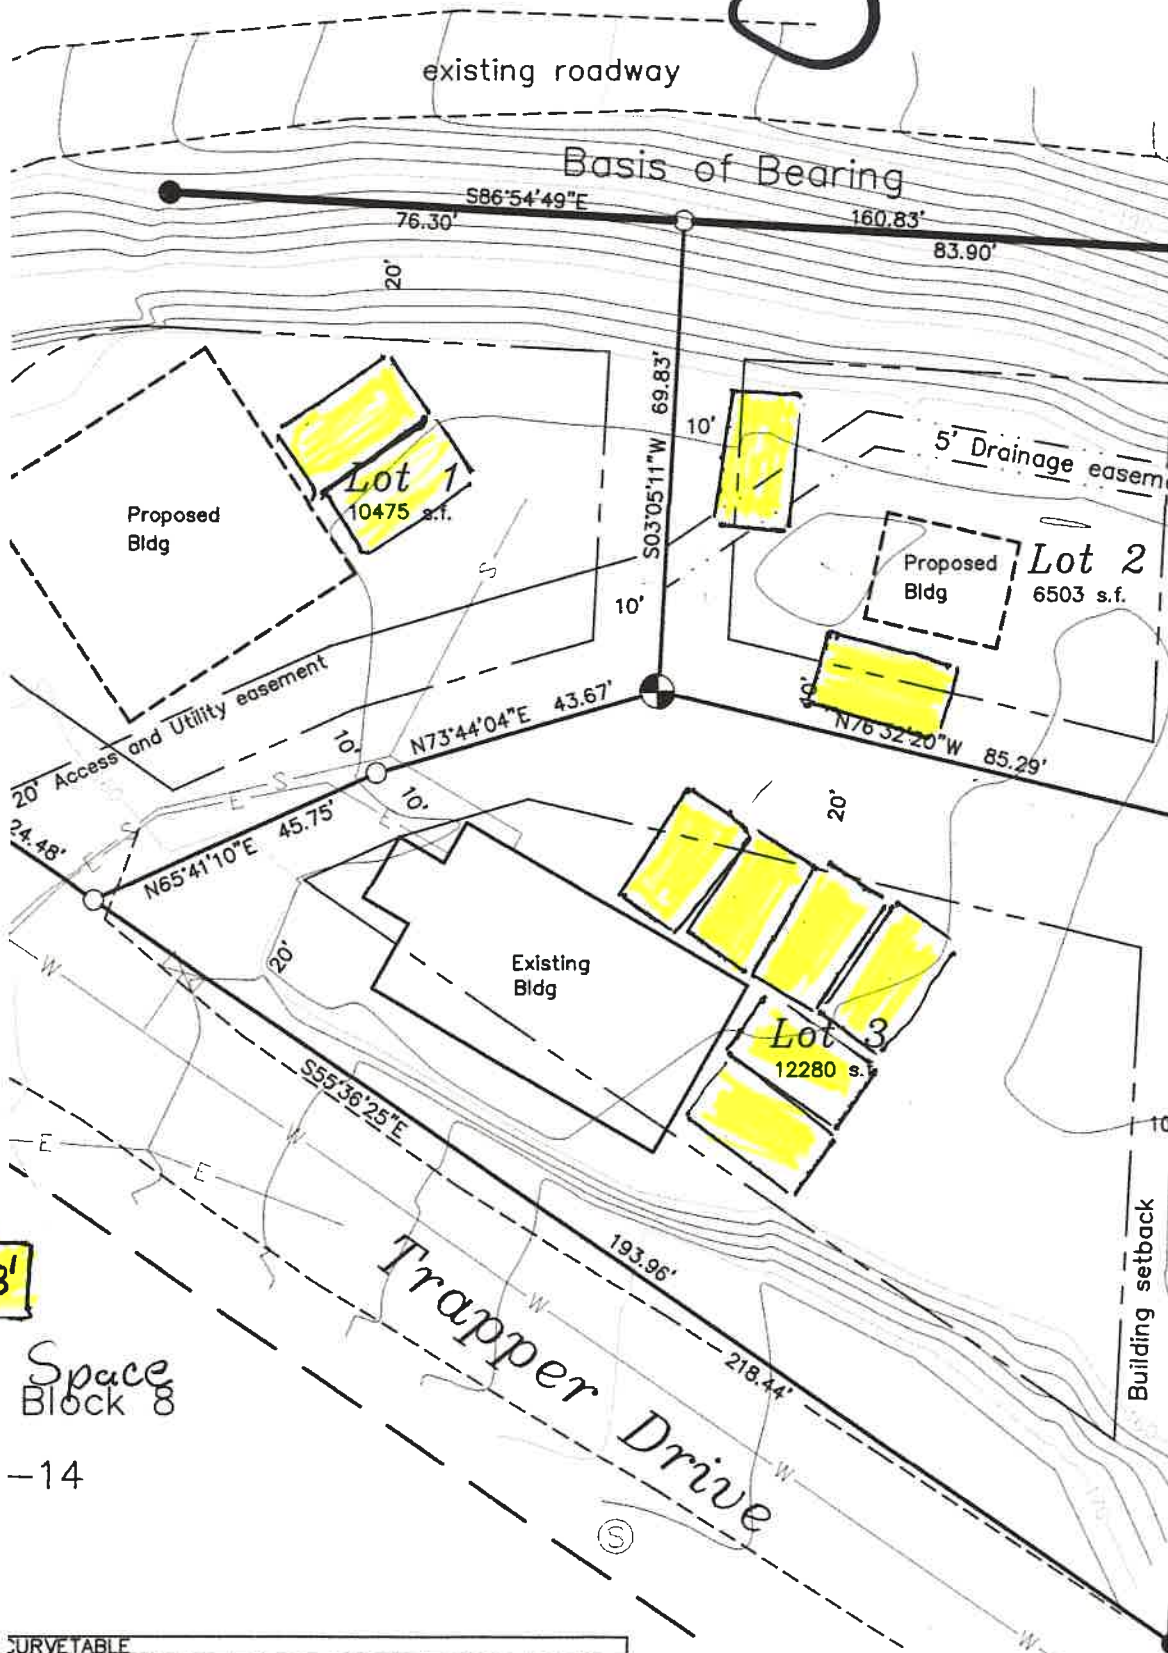 existing roadway
Basis of Bearing
S86°54'49"E
76.30'
160.83'
83.90'
20'
S03°05'11"W 69.83'
10'
5' Drainage
Lot 1
10475 s.f.
Proposed
Bldg
S
Proposed
Bldg
Lot 2
6503 s.f.
10'
20' Access and Utility easement
N73°44'04"E 43.67'
10'
N76°32'20"W 85.29'
10'
20'
24.48'
N65°41'10"E 45.75'
E
S
E
S
E
W
20'
Existing
Bldg
Lot 3
12280 s.f.
S55°36'25"E
W
E
E
10
Building setback
193.96'
W
Trapper Drive
218.44'
W
Space
Block 8
-14
S
W
CURVETABLE